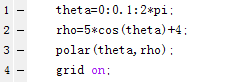 1 - theta=0:0.1:2*pi;
2 - rho=5*cos(theta)+4;
3 - polar(theta,rho);
4 - grid on;